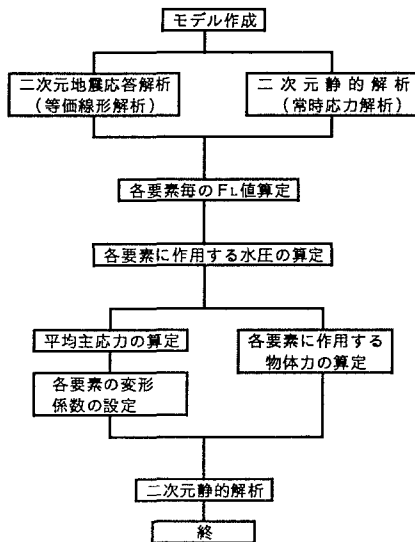 モデル作成
二次元地震応答解析
(等価線形解析)
二次元静的解析
(常時応力解析)
各要素毎のFL値算定
各要素に作用する水圧の算定
平均主応力の算定
各要素に作用する
物体力の算定
各要素の変形
係数の設定
二次元静的解析
終